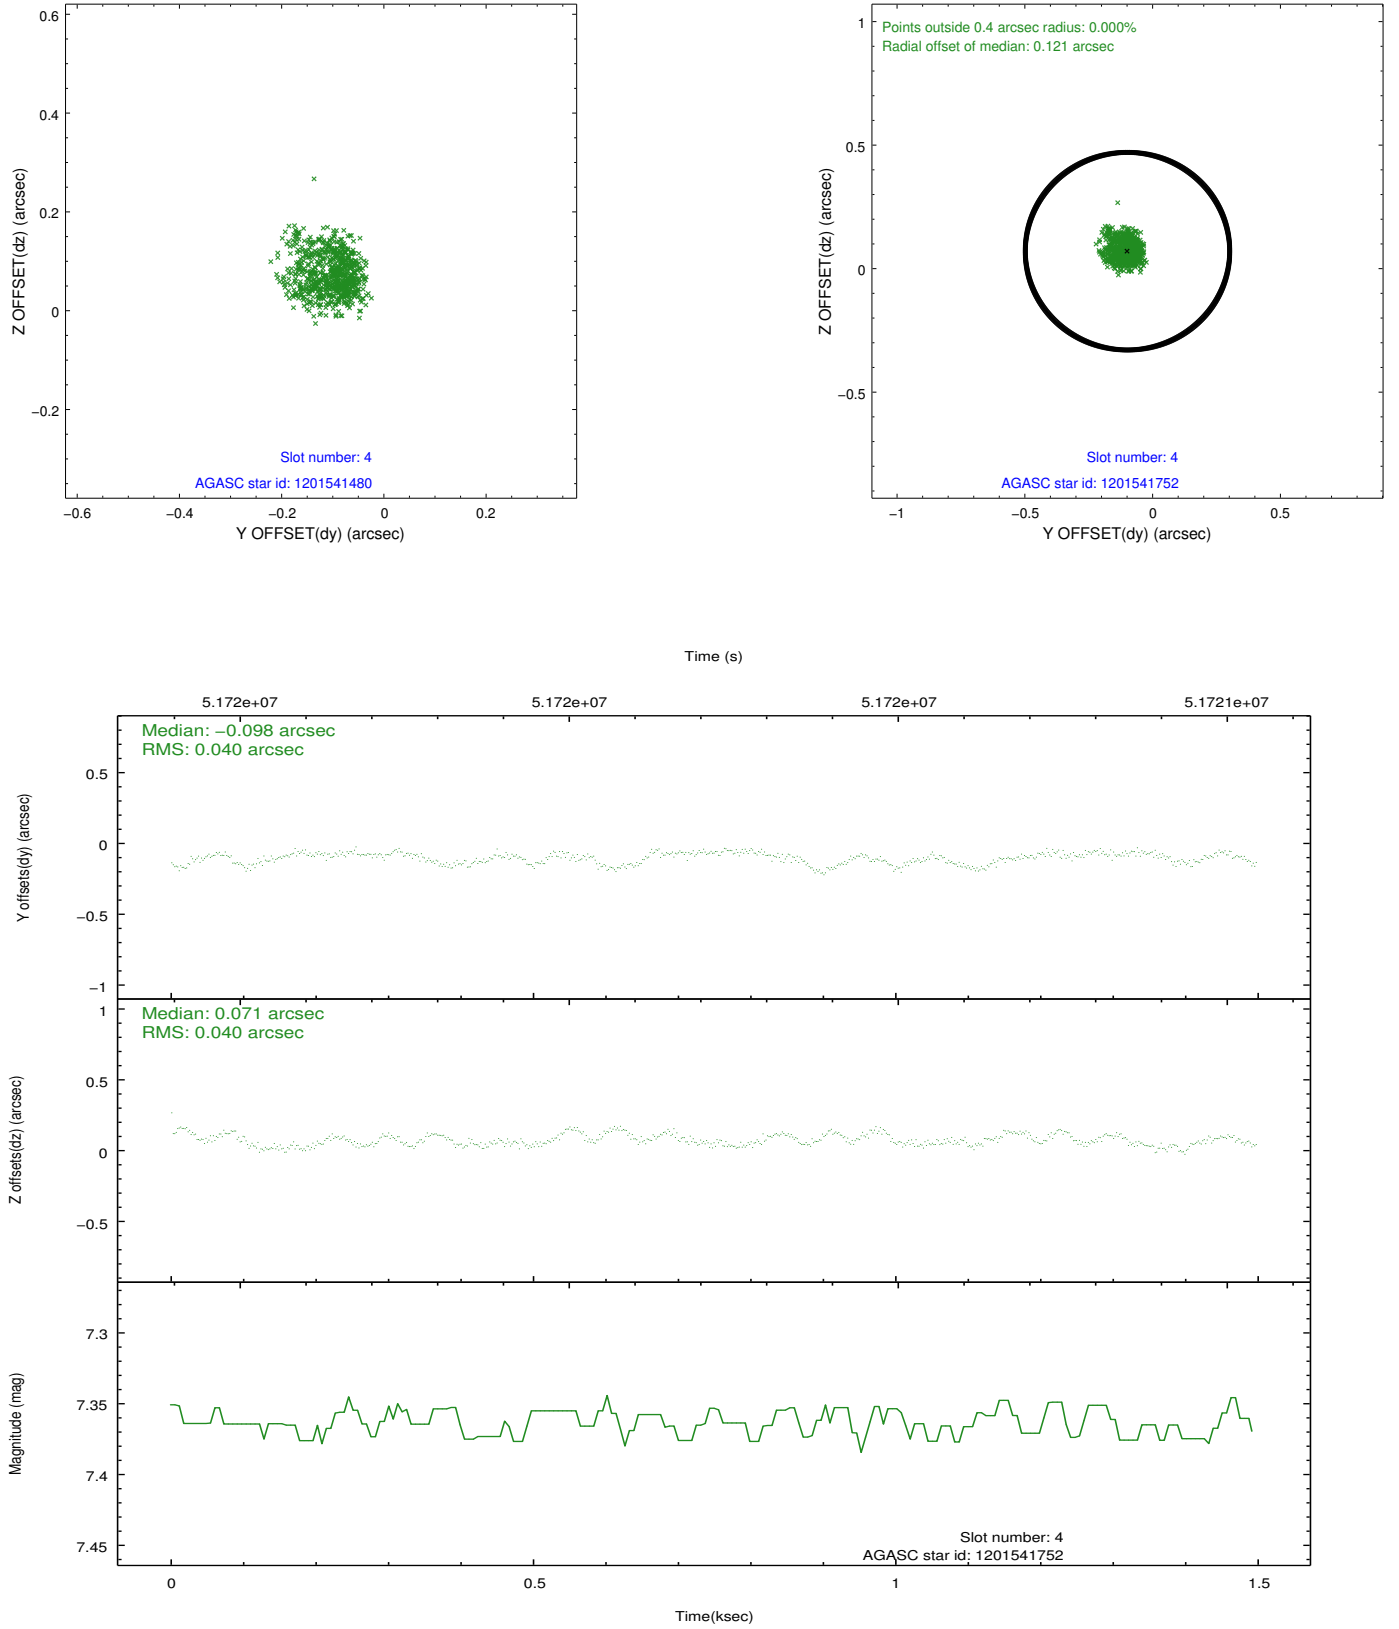 0.6
0.4
0.2
0
−0.2
−0.6
−0.4
−0.2
0
0.2
Z OFFSET(dz) (arcsec)
Y OFFSET(dy) (arcsec)
Slot number: 4
AGASC star id: 1201541480
Points outside 0.4 arcsec radius: 0.000%
Radial offset of median: 0.121 arcsec
1
0.5
0
−0.5
−1
−0.5
0
0.5
Z OFFSET(dz) (arcsec)
Y OFFSET(dy) (arcsec)
Slot number: 4
AGASC star id: 1201541752
Time (s)
5.172e+07
5.172e+07
5.172e+07
5.1721e+07
Median: −0.098 arcsec
RMS: 0.040 arcsec
0.5
0
−0.5
−1
Y offsets(dy) (arcsec)
Median: 0.071 arcsec
RMS: 0.040 arcsec
1
0.5
0
−0.5
Z offsets(dz) (arcsec)
7.3
7.35
7.4
7.45
Magnitude (mag)
Slot number: 4
AGASC star id: 1201541752
0
0.5
1
1.5
Time(ksec)